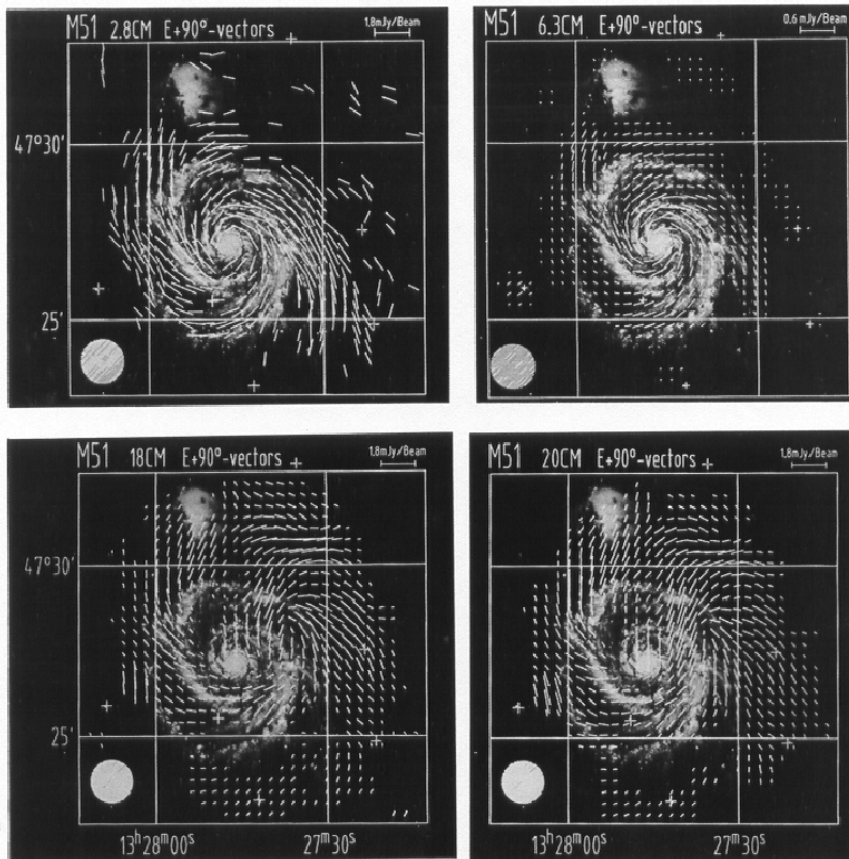 M51 2.8CM E+90°-vectors 1.8mJy/Beam
M51 6.3CM E+90°-vectors 0.6 mJy/Beam
47°30'
25'
M51 18CM E+90°-vectors 1.8mJy/Beam
M51 20CM E+90°-vectors 1.8mJy/Beam
47°30'
25'
13ʰ28ᵐ00ˢ 27ᵐ30ˢ
13ʰ28ᵐ00ˢ 27ᵐ30ˢ